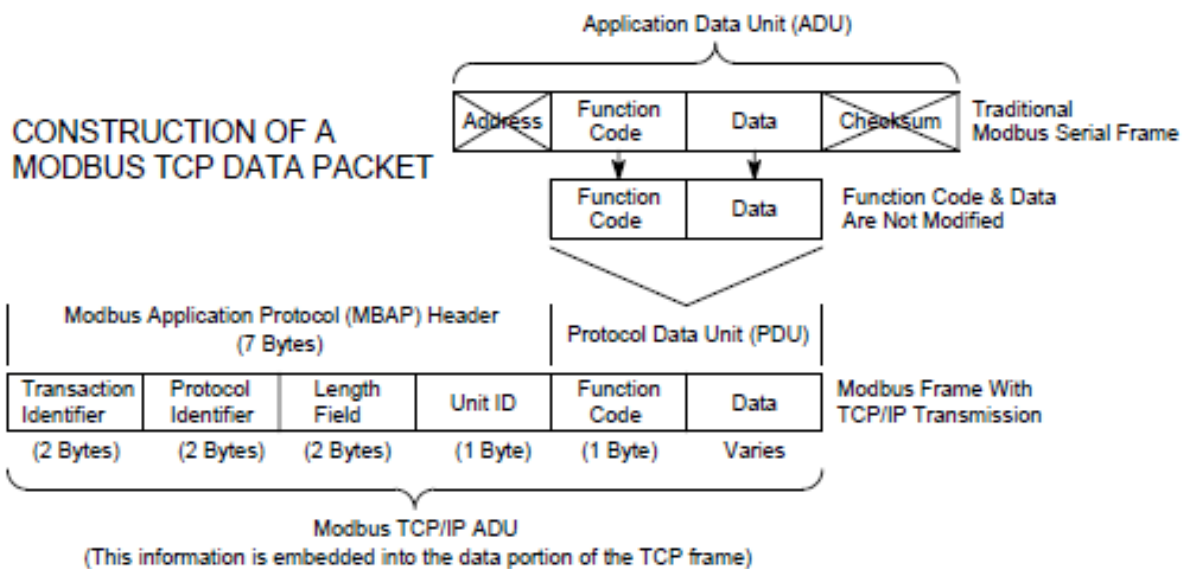 Application Data Unit (ADU)
CONSTRUCTION OF A
MODBUS TCP DATA PACKET
Address
Function
Code
Data
Checksum
Traditional
Modbus Serial Frame
Function
Code
Data
Function Code & Data
Are Not Modified
Modbus Application Protocol (MBAP) Header
(7 Bytes)
Protocol Data Unit (PDU)
Transaction
Identifier
Protocol
Identifier
Length
Field
Unit ID
Function
Code
Data
Modbus Frame With
TCP/IP Transmission
(2 Bytes)
(2 Bytes)
(2 Bytes)
(1 Byte)
(1 Byte)
Varies
Modbus TCP/IP ADU
(This information is embedded into the data portion of the TCP frame)